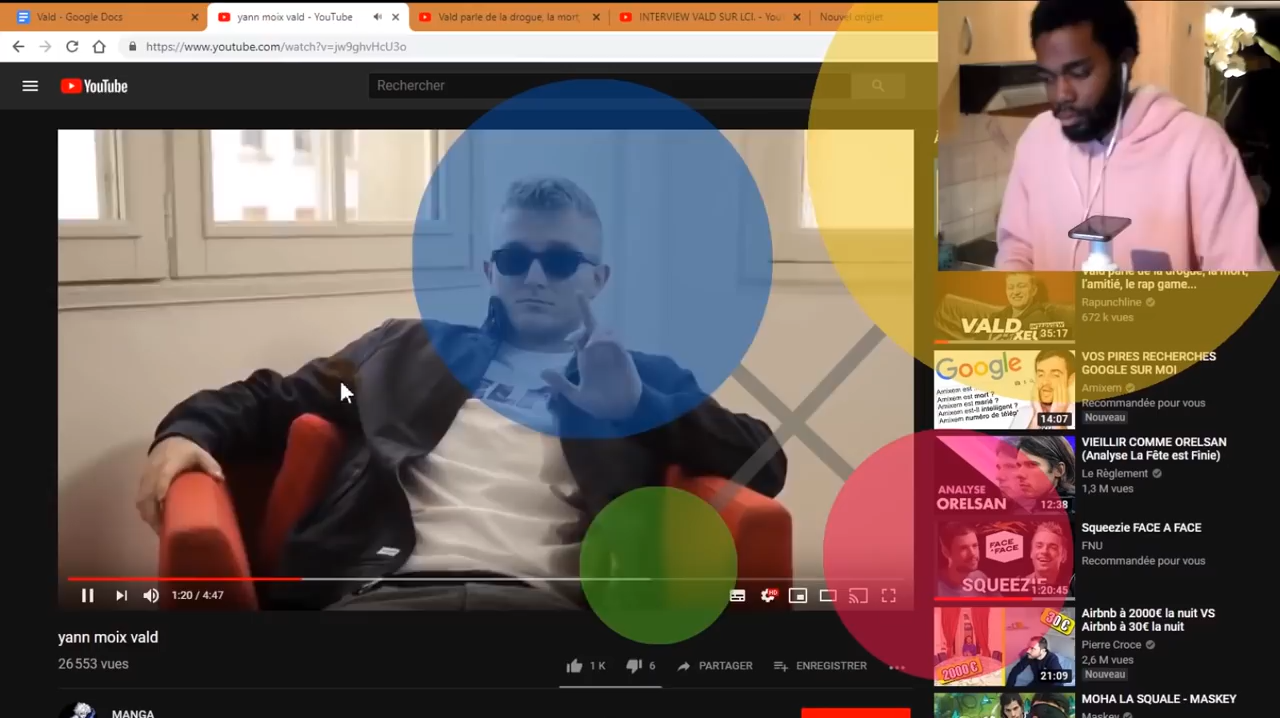 Vald - Google Docs
yann moix vald - YouTube
Vald parle de la drogue, la mort,
INTERVIEW VALD SUR LCI. - You
Nouvel onglet
https://www.youtube.com/watch?v=jw9ghvHcU3o
YouTube
Rechercher
1:20 / 4:47
HD
yann moix vald
26 553 vues
1 K
6
PARTAGER
ENREGISTRER
MANGA
Vald parle de la drogue, la mort,
l'amitié, le rap game...
Rapunchline
672 k vues
VALD
35:17
VOS PIRES RECHERCHES
GOOGLE SUR MOI
Amixem
Recommandée pour vous
Nouveau
Google
Amixem est
Amixem est mort ?
Amixem est marié ?
Amixem est-il intelligent ?
Amixem numéro de télép
14:07
VIEILLIR COMME ORELSAN
(Analyse La Fête est Finie)
Le Règlement
1,3 M vues
ANALYSE
ORELSAN
12:38
Squeezie FACE A FACE
FNU
Recommandée pour vous
FACE A FACE
SQUEEZIE
1:20:45
Airbnb à 2000€ la nuit VS
Airbnb à 30€ la nuit
Pierre Croce
2,6 M vues
Nouveau
30€
2000€
21:09
MOHA LA SQUALE - MASKEY
Maskey